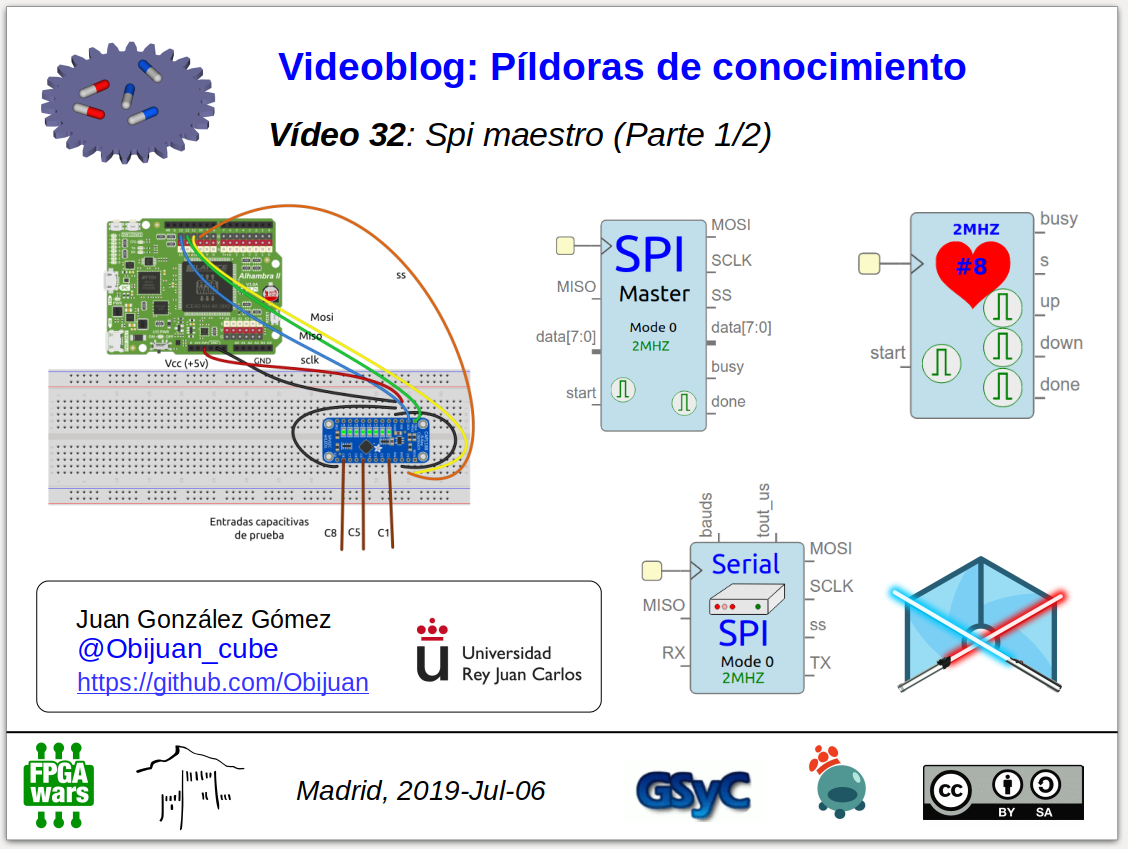 Videoblog: Píldoras de conocimiento
Vídeo 32: Spi maestro (Parte 1/2)
ss
Mosi
Miso
sclk
Vcc (+5v)
GND
Alhambra II
Entradas capacitivas
de prueba
C8
C5
C1
MOSI
SPI
SCLK
MISO
Master
SS
data[7:0]
Mode 0
data[7:0]
2MHZ
busy
start
done
2MHZ
busy
#8
s
up
start
down
done
bauds
tout_us
Serial
MOSI
SCLK
MISO
SPI
ss
RX
Mode 0
TX
2MHZ
Juan González Gómez
@Obijuan_cube
https://github.com/Obijuan
Universidad
Rey Juan Carlos
FPGA
wars
Madrid, 2019-Jul-06
GSyC
cc
BY SA